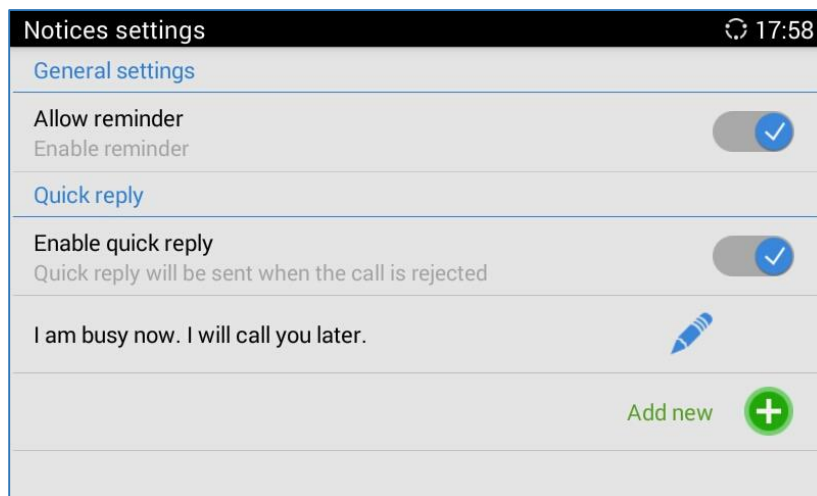 Notices settings 17:58
General settings
Allow reminder
Enable reminder
Quick reply
Enable quick reply
Quick reply will be sent when the call is rejected
I am busy now. I will call you later.
Add new